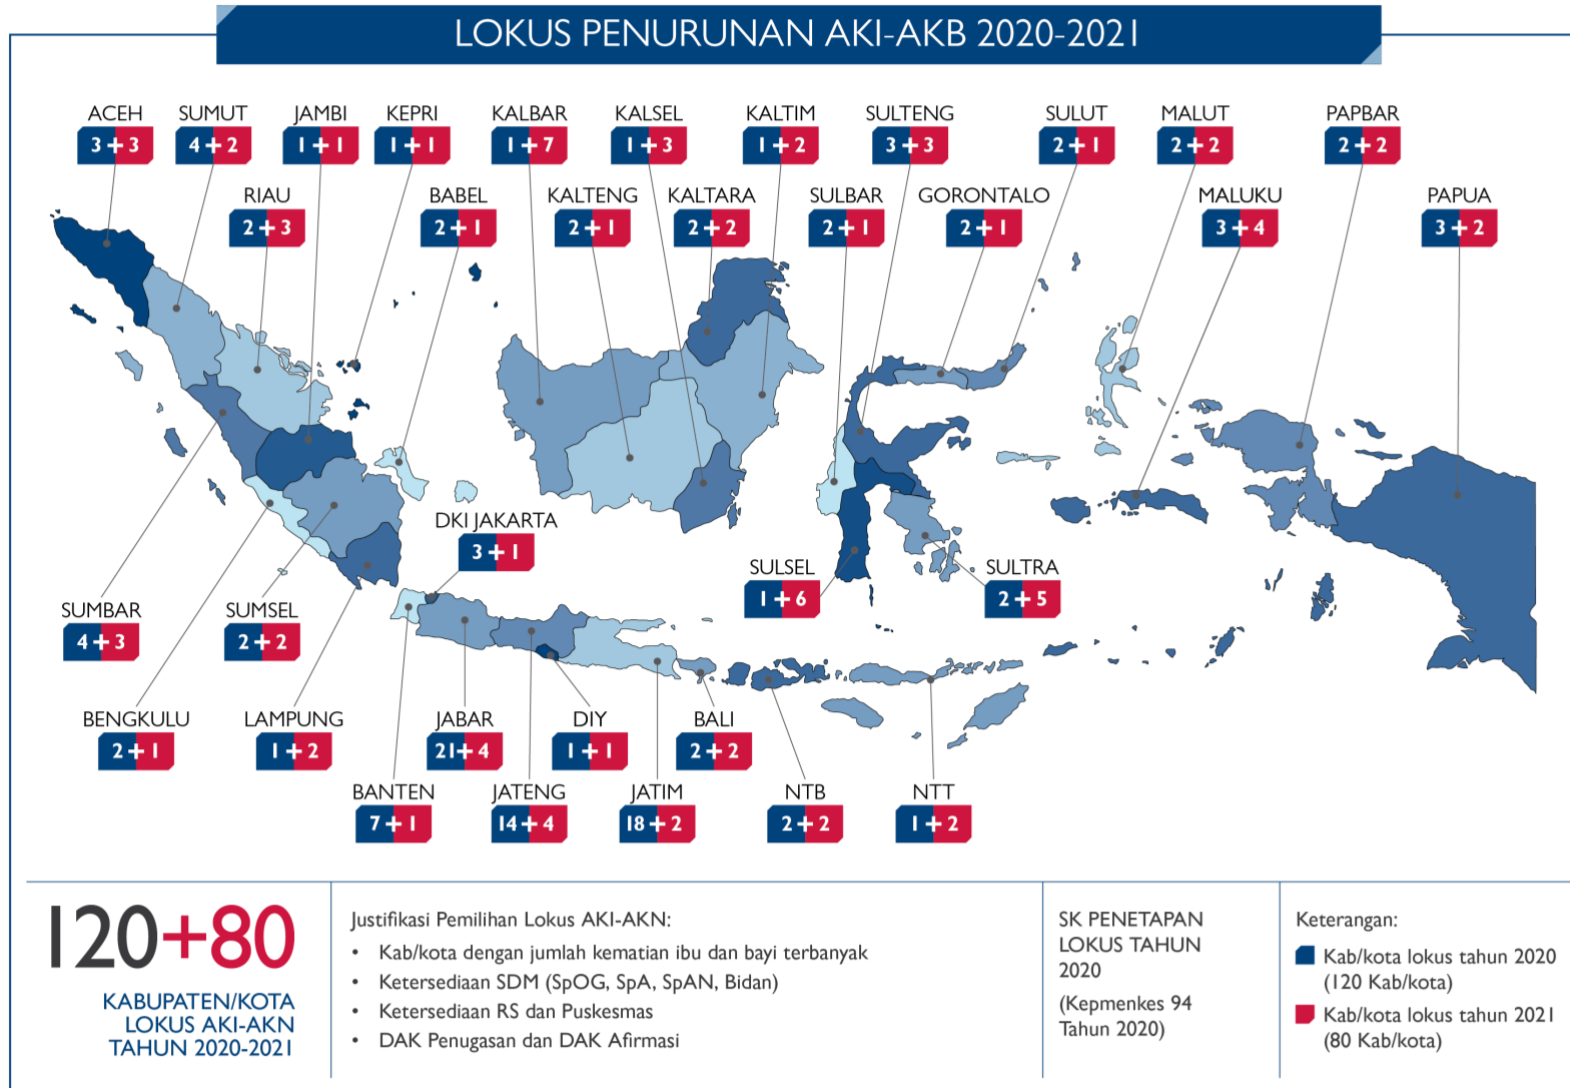 LOKUS PENURUNAN AKI-AKB 2020-2021
ACEH
3 + 3
SUMUT
4 + 2
JAMBI
1 + 1
KEPRI
1 + 1
KALBAR
1 + 7
KALSEL
1 + 3
KALTIM
1 + 2
SULTENG
3 + 3
SULUT
2 + 1
MALUT
2 + 2
PAPBAR
2 + 2
RIAU
2 + 3
BABEL
2 + 1
KALTENG
2 + 1
KALTARA
2 + 2
SULBAR
2 + 1
GORONTALO
2 + 1
MALUKU
3 + 4
PAPUA
3 + 2
DKI JAKARTA
3 + 1
SULSEL
1 + 6
SULTRA
2 + 5
SUMBAR
4 + 3
SUMSEL
2 + 2
BENGKULU
2 + 1
LAMPUNG
1 + 2
JABAR
21 + 4
DIY
1 + 1
BALI
2 + 2
BANTEN
7 + 1
JATENG
14 + 4
JATIM
18 + 2
NTB
2 + 2
NTT
1 + 2
120+80
KABUPATEN/KOTA
LOKUS AKI-AKN
TAHUN 2020-2021
Justifikasi Pemilihan Lokus AKI-AKN:
• Kab/kota dengan jumlah kematian ibu dan bayi terbanyak
• Ketersediaan SDM (SpOG, SpA, SpAN, Bidan)
• Ketersediaan RS dan Puskesmas
• DAK Penugasan dan DAK Afirmasi
SK PENETAPAN
LOKUS TAHUN
2020
(Kepmenkes 94
Tahun 2020)
Keterangan:
Kab/kota lokus tahun 2020
(120 Kab/kota)
Kab/kota lokus tahun 2021
(80 Kab/kota)